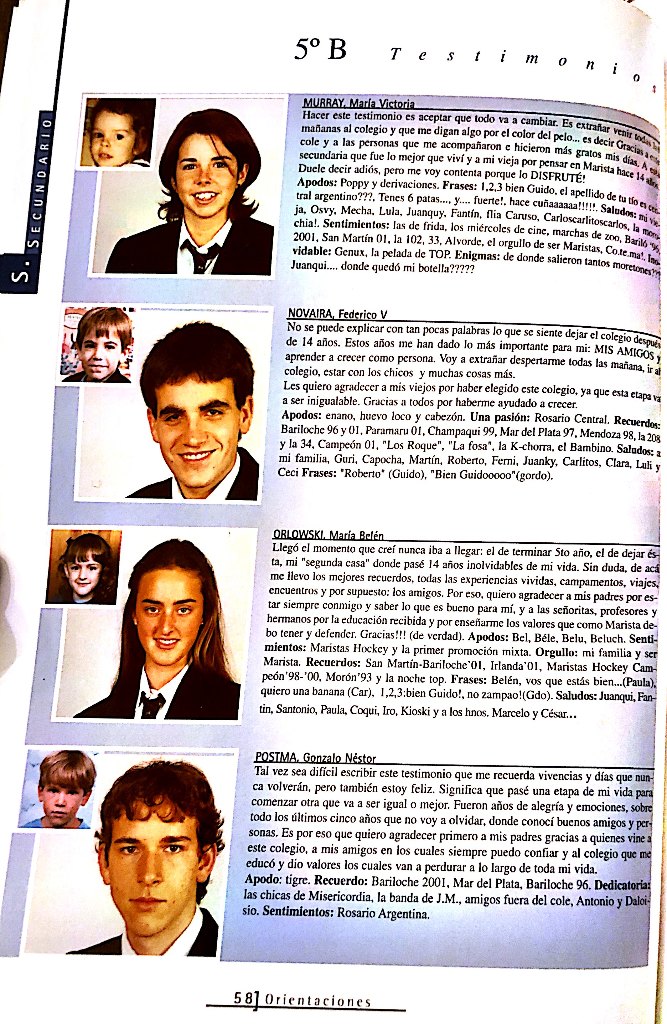 5º B Testimonios
S. SECUNDARIO
MURRAY, María Victoria
Hacer este testimonio es aceptar que todo va a cambiar. Es extrañar venir todas las
mañanas al colegio y que me digan algo por el color del pelo... es decir Gracias a
cole y a las personas que me acompañaron e hicieron más gratos mis días. A
secundaria que fue lo mejor que viví y a mi vieja por pensar en Marista hace 14 años.
Duele decir adiós, pero me voy contenta porque lo DISFRUTÉ!
Apodos: Poppy y derivaciones. Frases: 1,2,3 bien Guido, el apellido de tu tío es cen-
tral argentino???, Tenes 6 patas..., y.... fuerte!, hace cuñaaaaaa!!!!!. Saludos: mi
ja, Osvy, Mecha, Lula, Juanquy, Fantín, flia Caruso, Carloscarlitoscarlos, la
chia!. Sentimientos: las de frida, los miércoles de cine, marchas de zoo, Bariló '96,
2001, San Martín 01, la 102, 33, Alvorde, el orgullo de ser Maristas, Co.te.ma!. Inol-
vidable: Genux, la pelada de TOP. Enigmas: de donde salieron tantos moretones??
Juanqui.... donde quedó mi botella?????
NOVAIRA, Federico V
No se puede explicar con tan pocas palabras lo que se siente dejar el colegio después
de 14 años. Estos años me han dado lo más importante para mi: MIS AMIGOS y
aprender a crecer como persona. Voy a extrañar despertarme todas las mañana, ir al
colegio, estar con los chicos y muchas cosas más.
Les quiero agradecer a mis viejos por haber elegido este colegio, ya que esta etapa va
a ser inigualable. Gracias a todos por haberme ayudado a crecer.
Apodos: enano, huevo loco y cabezón. Una pasión: Rosario Central. Recuerdos:
Bariloche 96 y 01, Paramaru 01, Champaqui 99, Mar del Plata 97, Mendoza 98, la 208
y la 34, Campeón 01, "Los Roque", "La fosa", la K-chorra, el Bambino. Saludos: a
mi familia, Guri, Capocha, Martín, Roberto, Ferni, Juanky, Carlitos, Clara, Luli y
Ceci Frases: "Roberto" (Guido), "Bien Guidooooo"(gordo).
ORLOWSKI, María Belén
Llegó el momento que creí nunca iba a llegar: el de terminar 5to año, el de dejar és-
ta, mi "segunda casa" donde pasé 14 años inolvidables de mi vida. Sin duda, de acá
me llevo los mejores recuerdos, todas las experiencias vividas, campamentos, viajes,
encuentros y por supuesto: los amigos. Por eso, quiero agradecer a mis padres por es-
tar siempre conmigo y saber lo que es bueno para mí, y a las señoritas, profesores y
hermanos por la educación recibida y por enseñarme los valores que como Marista de-
bo tener y defender. Gracias!!! (de verdad). Apodos: Bel, Béle, Belu, Beluch. Senti-
mientos: Maristas Hockey y la primer promoción mixta. Orgullo: mi familia y ser
Marista. Recuerdos: San Martín-Bariloche'01, Irlanda'01, Maristas Hockey Cam-
peón'98-'00, Morón'93 y la noche top. Frases: Belén, vos que estás bien...(Paula),
quiero una banana (Car), 1,2,3:bien Guido!, no zampao!(Gdo). Saludos: Juanqui, Fan-
tin, Santonio, Paula, Coqui, Iro, Kioski y a los hnos. Marcelo y César...
POSTMA, Gonzalo Néstor
Tal vez sea difícil escribir este testimonio que me recuerda vivencias y días que nun-
ca volverán, pero también estoy feliz. Significa que pasé una etapa de mi vida para
comenzar otra que va a ser igual o mejor. Fueron años de alegría y emociones, sobre
todo los últimos cinco años que no voy a olvidar, donde conocí buenos amigos y per-
sonas. Es por eso que quiero agradecer primero a mis padres gracias a quienes vine a
este colegio, a mis amigos en los cuales siempre puedo confiar y al colegio que me
educó y dio valores los cuales van a perdurar a lo largo de toda mi vida.
Apodo: tigre. Recuerdo: Bariloche 2001, Mar del Plata, Bariloche 96. Dedicatoria:
las chicas de Misericordia, la banda de J.M., amigos fuera del cole, Antonio y Daloi-
sio. Sentimientos: Rosario Argentina.
58] Orientaciones